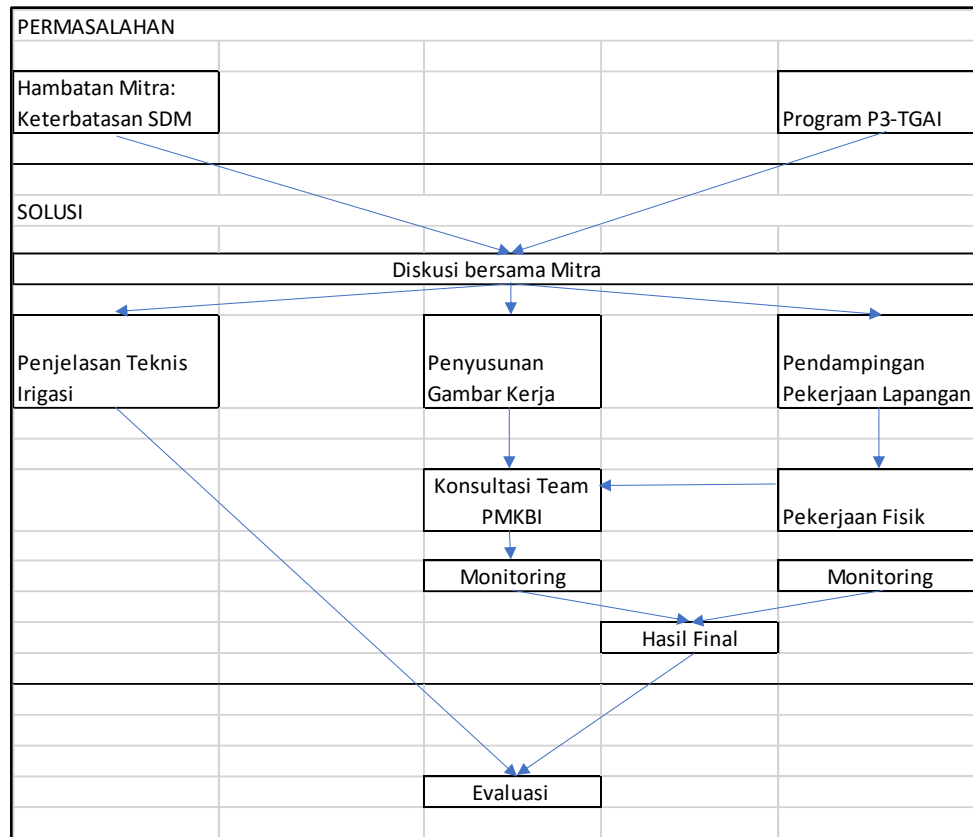 PERMASALAHAN
Hambatan Mitra:
Keterbatasan SDM
Program P3-TGAI
SOLUSI
Diskusi bersama Mitra
Penjelasan Teknis
Irigasi
Penyusunan
Gambar Kerja
Pendampingan
Pekerjaan Lapangan
Konsultasi Team
PMKBI
Pekerjaan Fisik
Monitoring
Monitoring
Hasil Final
Evaluasi